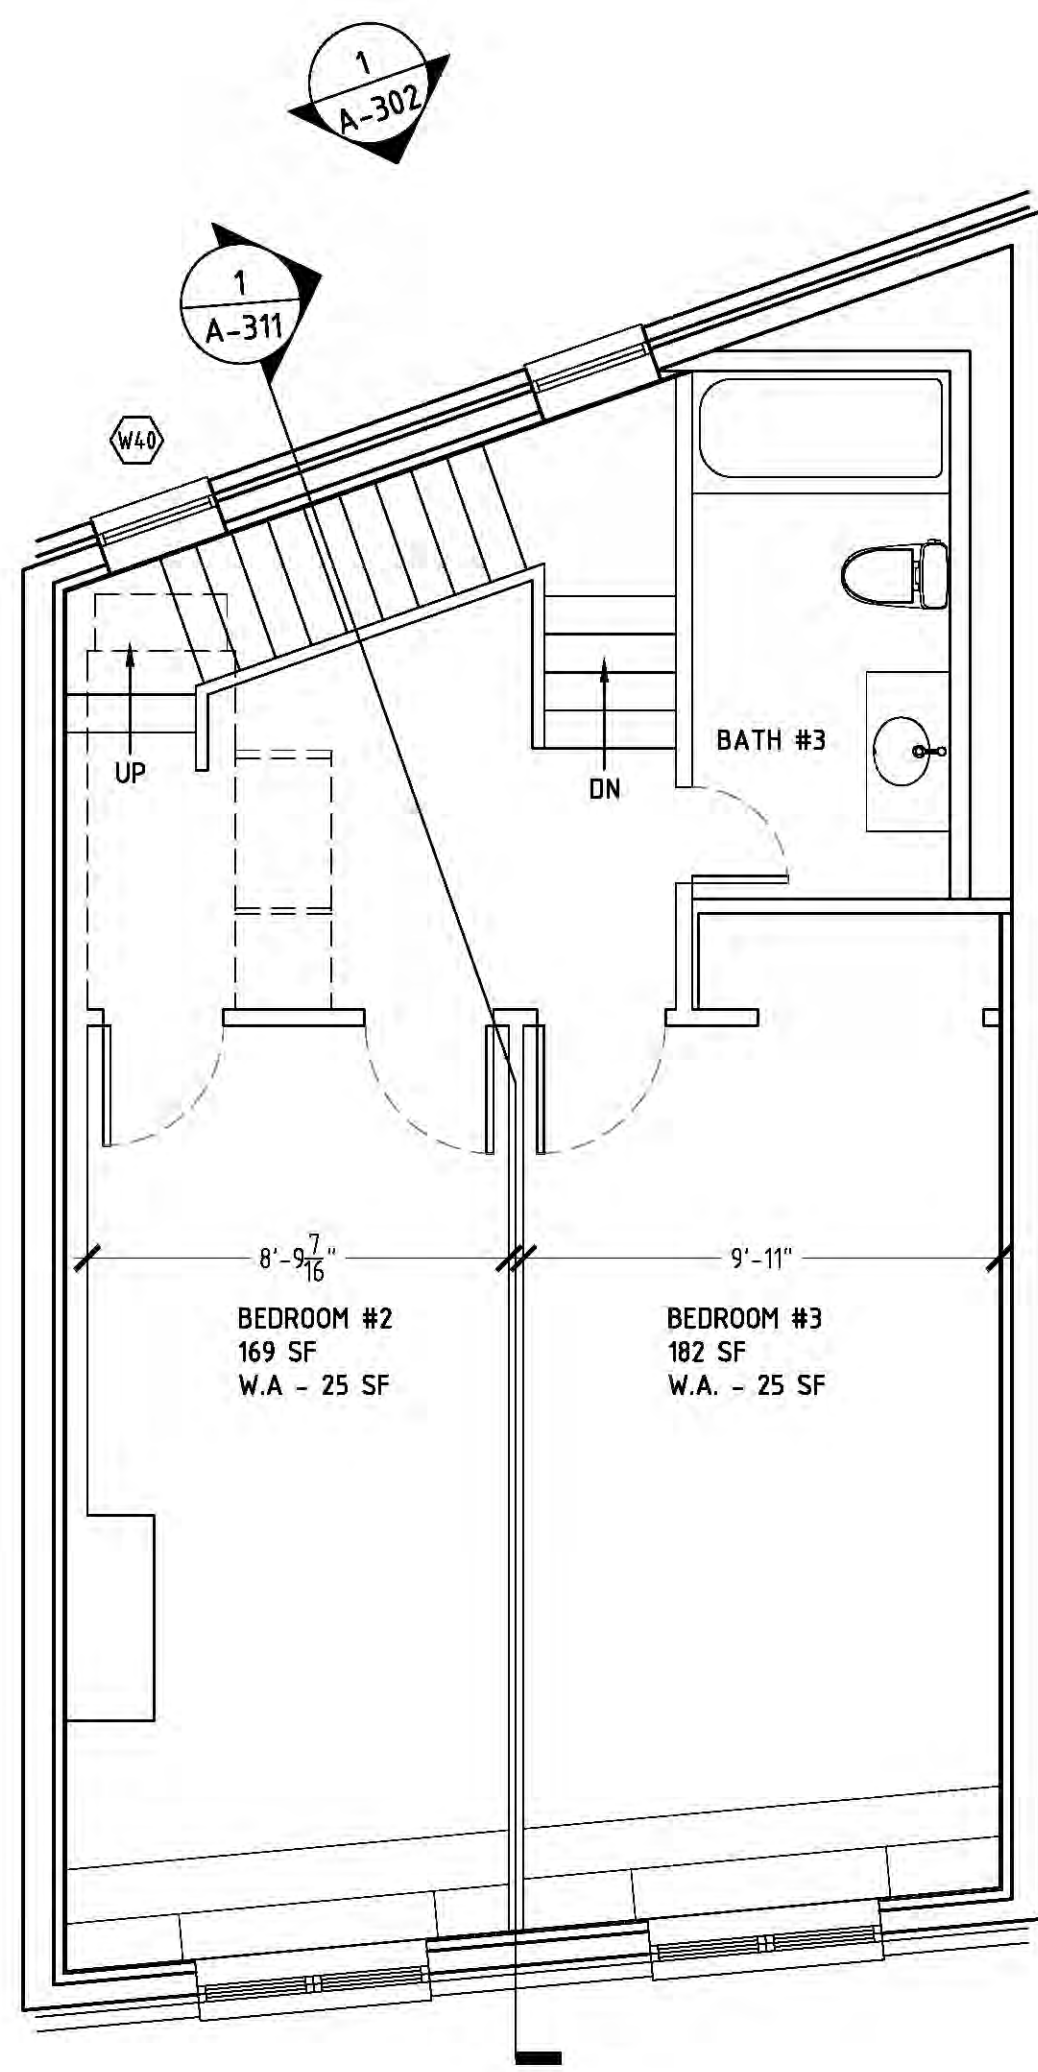 1
A-302
1
A-311
W40
UP
DN
BATH #3
8'-9 7/16"
9'-11"
BEDROOM #2
169 SF
W.A - 25 SF
BEDROOM #3
182 SF
W.A. - 25 SF